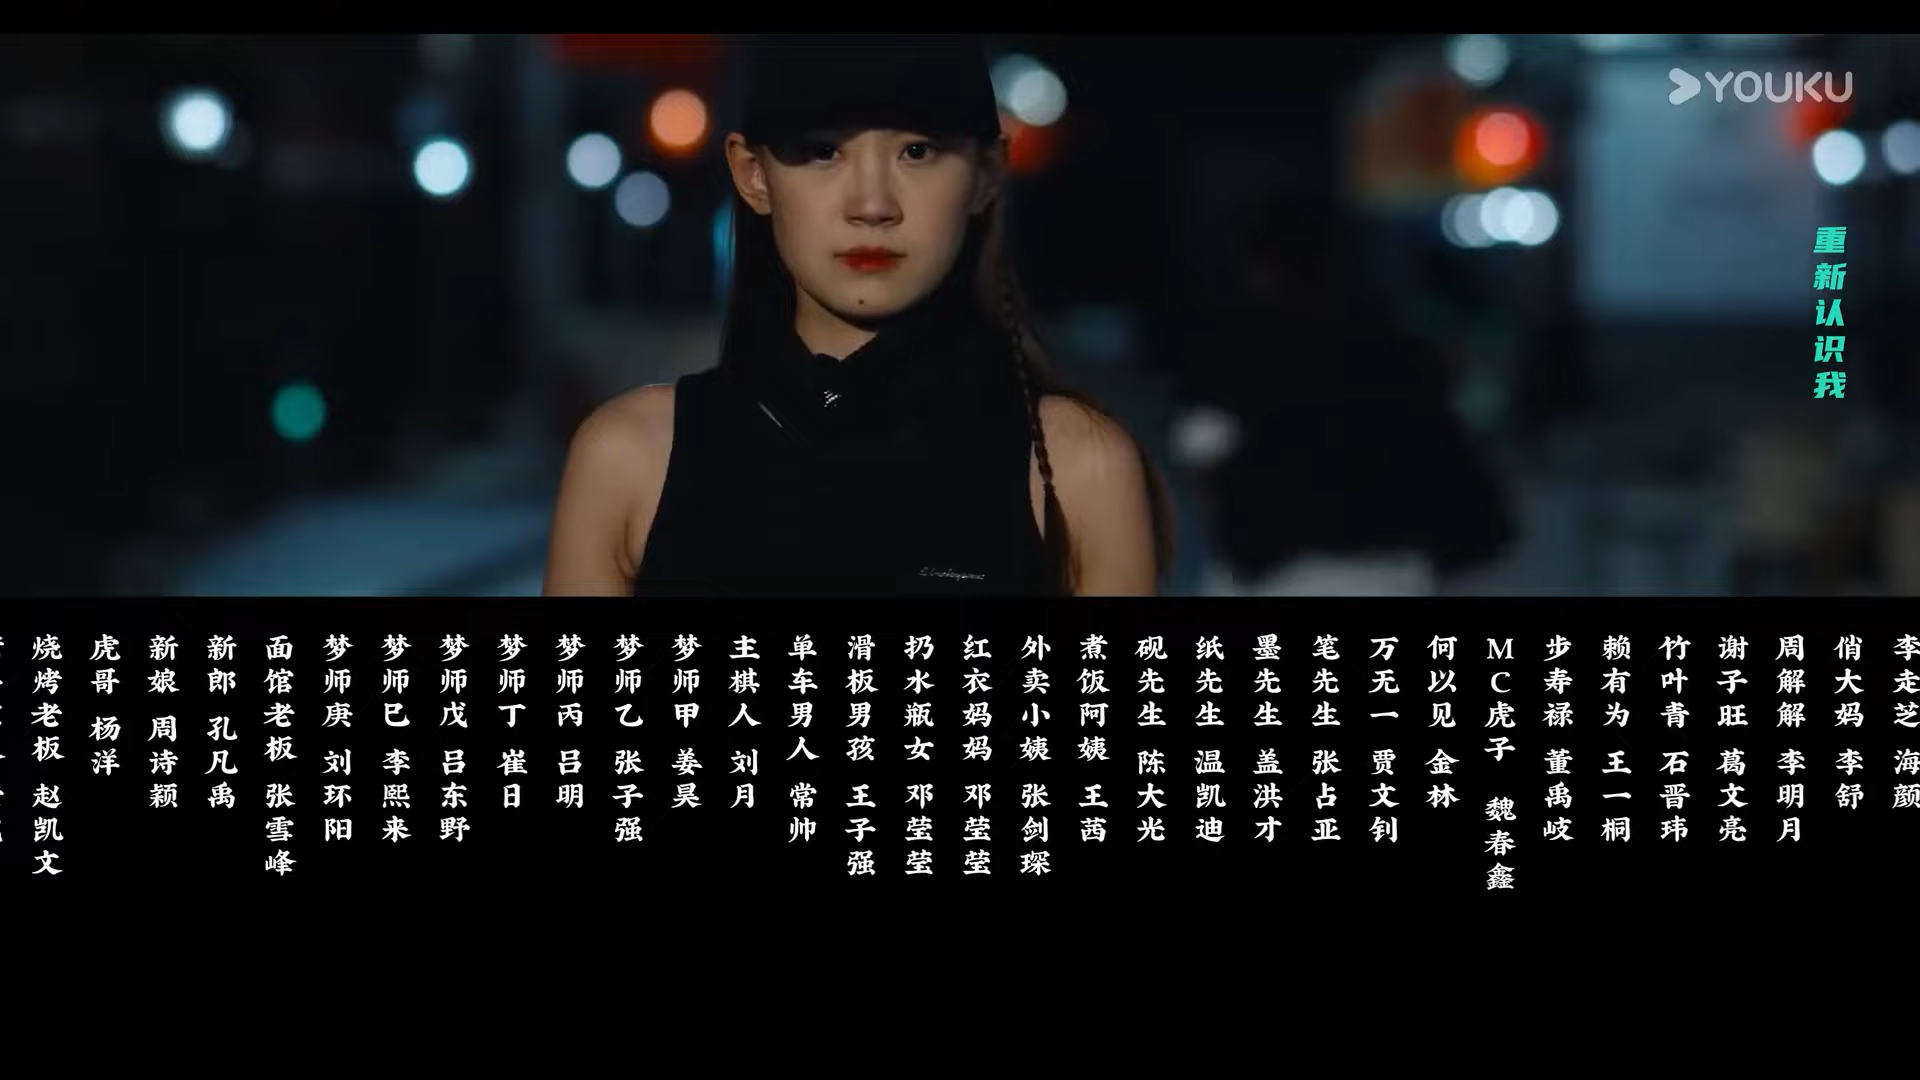 YOUKU
重新认识我
李走芝 海颜
俏大妈 李舒
周解解 李明月
谢子旺 葛文亮
竹叶青 石晋玮
赖有为 王一桐
步寿禄 董禹岐
MC虎子 魏春鑫
何以见 金林
万无一 贾文钊
笔先生 张占亚
墨先生 盖洪才
纸先生 温凯迪
砚先生 陈大光
煮饭阿姨 王茜
外卖小姨 张剑琛
红衣妈妈 邓莹莹
扔水瓶女 邓莹莹
滑板男孩 王子强
单车男人 常帅
主棋人 刘月
梦师甲 姜昊
梦师乙 张子强
梦师丙 吕明
梦师丁 崔日
梦师戊 吕东野
梦师巳 李熙来
梦师庚 刘环阳
面馆老板 张雪峰
新郎 孔凡禹
新娘 周诗颖
虎哥 杨洋
烧烤老板 赵凯文